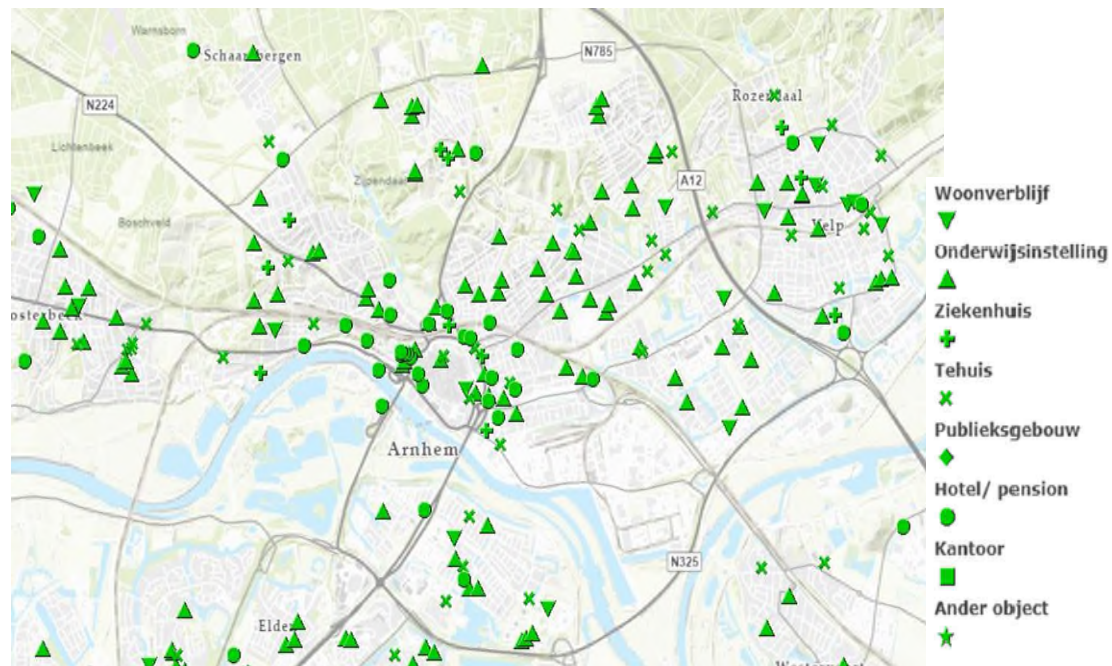 Warnsborn
Schaarsbergen
N785
N224
Rozendaal
Lichtenbeek
Zijpendaal
A12
Boschveld
Velp
Oosterbeek
Arnhem
N325
Elden
Woonverblijf
Onderwijsinstelling
Ziekenhuis
Tehuis
Publieksgebouw
Hotel/ pension
Kantoor
Ander object